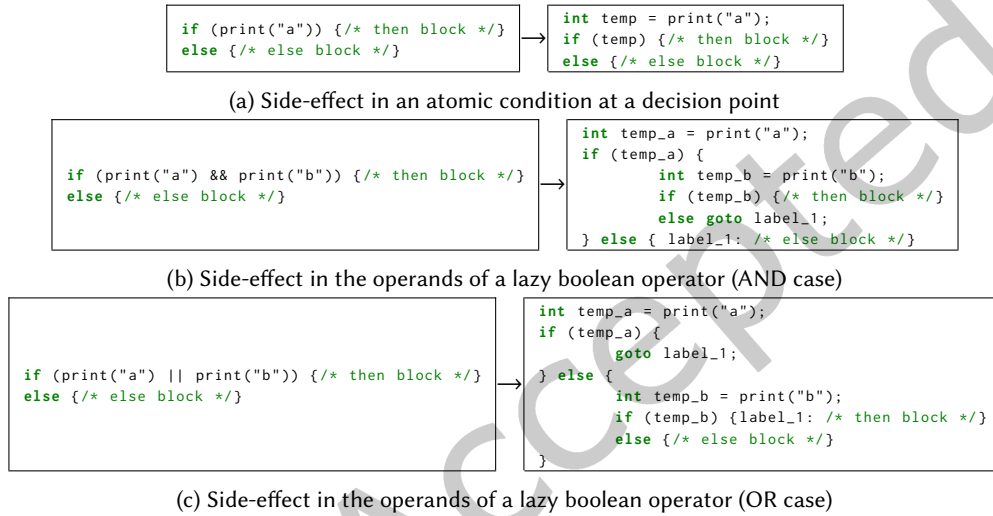 if (print("a")) {/* then block */}
else {/* else block */}
→
int temp = print("a");
if (temp) {/* then block */}
else {/* else block */}
(a) Side-effect in an atomic condition at a decision point
if (print("a") && print("b")) {/* then block */}
else {/* else block */}
→
int temp_a = print("a");
if (temp_a) {
int temp_b = print("b");
if (temp_b) {/* then block */}
else goto label_1;
} else { label_1: /* else block */}
(b) Side-effect in the operands of a lazy boolean operator (AND case)
if (print("a") || print("b")) {/* then block */}
else {/* else block */}
→
int temp_a = print("a");
if (temp_a) {
goto label_1;
} else {
int temp_b = print("b");
if (temp_b) {label_1: /* then block */}
else {/* else block */}
}
(c) Side-effect in the operands of a lazy boolean operator (OR case)
Accepted